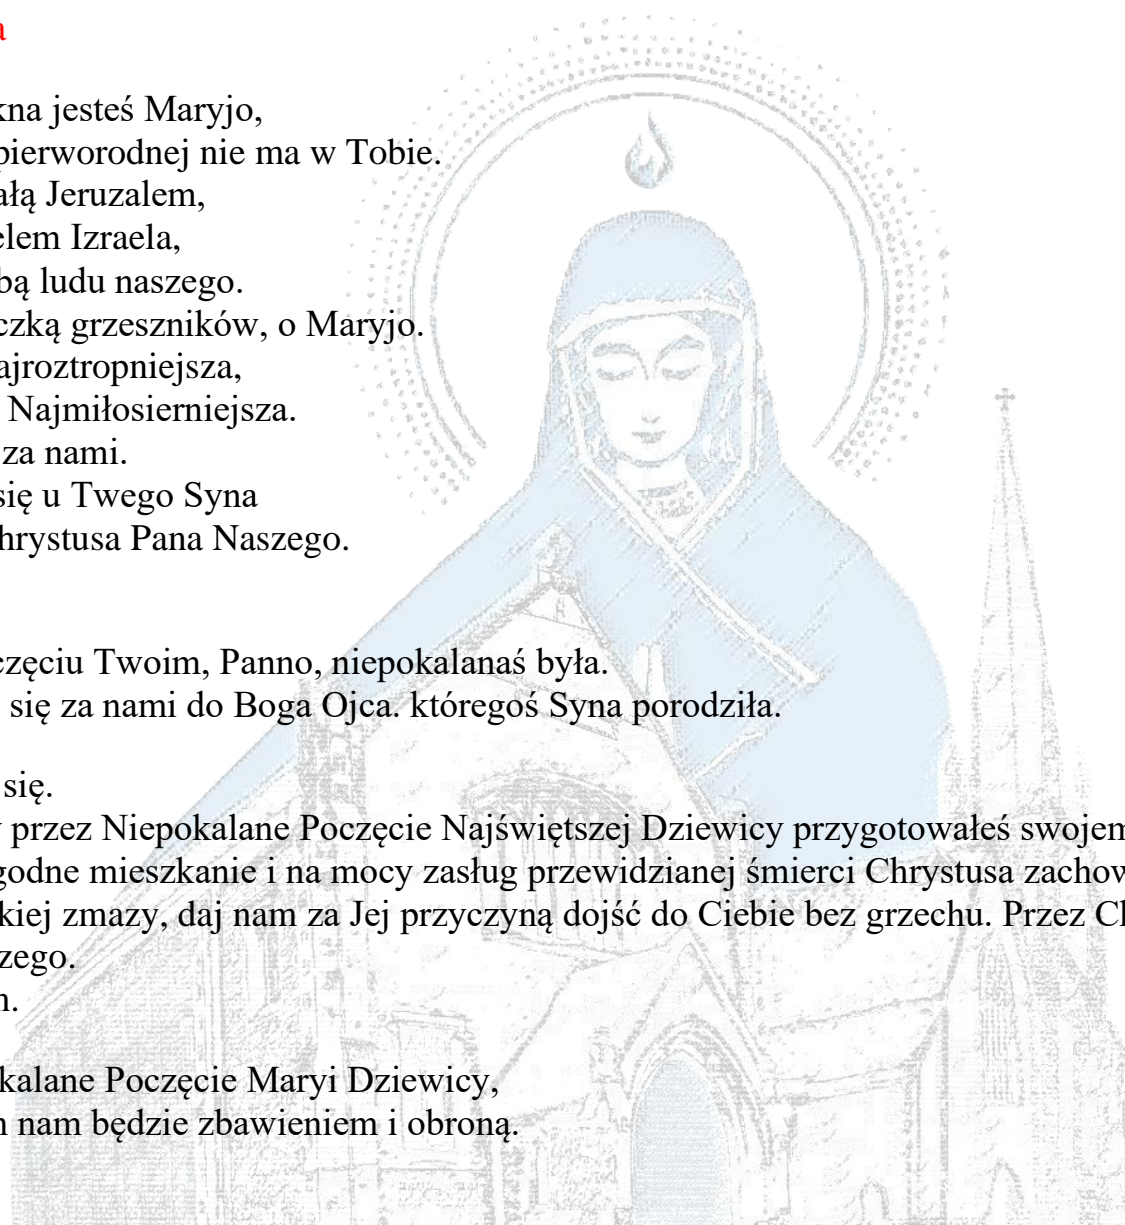 a
kna jesteś Maryjo,
pierworodnej nie ma w Tobie.
ałą Jeruzalem,
elem Izraela,
bą ludu naszego.
czką grzeszników, o Maryjo.
ajroztropniejsza,
Najmiłosierniejsza.
za nami.
się u Twego Syna
hrystusa Pana Naszego.
częciu Twoim, Panno, niepokalanaś była.
się za nami do Boga Ojca. któregoś Syna porodziła.
się.
y przez Niepokalane Poczęcie Najświętszej Dziewicy przygotowałeś swojem
godne mieszkanie i na mocy zasług przewidzianej śmierci Chrystusa zachow
kiej zmazy, daj nam za Jej przyczyną dojść do Ciebie bez grzechu. Przez Ch
zego.
n.
kalane Poczęcie Maryi Dziewicy,
n nam będzie zbawieniem i obroną.